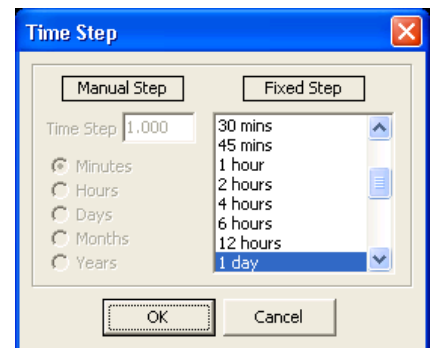 Time Step
Manual Step
Time Step 1.000
Minutes
Hours
Days
Months
Years
Fixed Step
30 mins
45 mins
1 hour
2 hours
4 hours
6 hours
12 hours
1 day
OK
Cancel